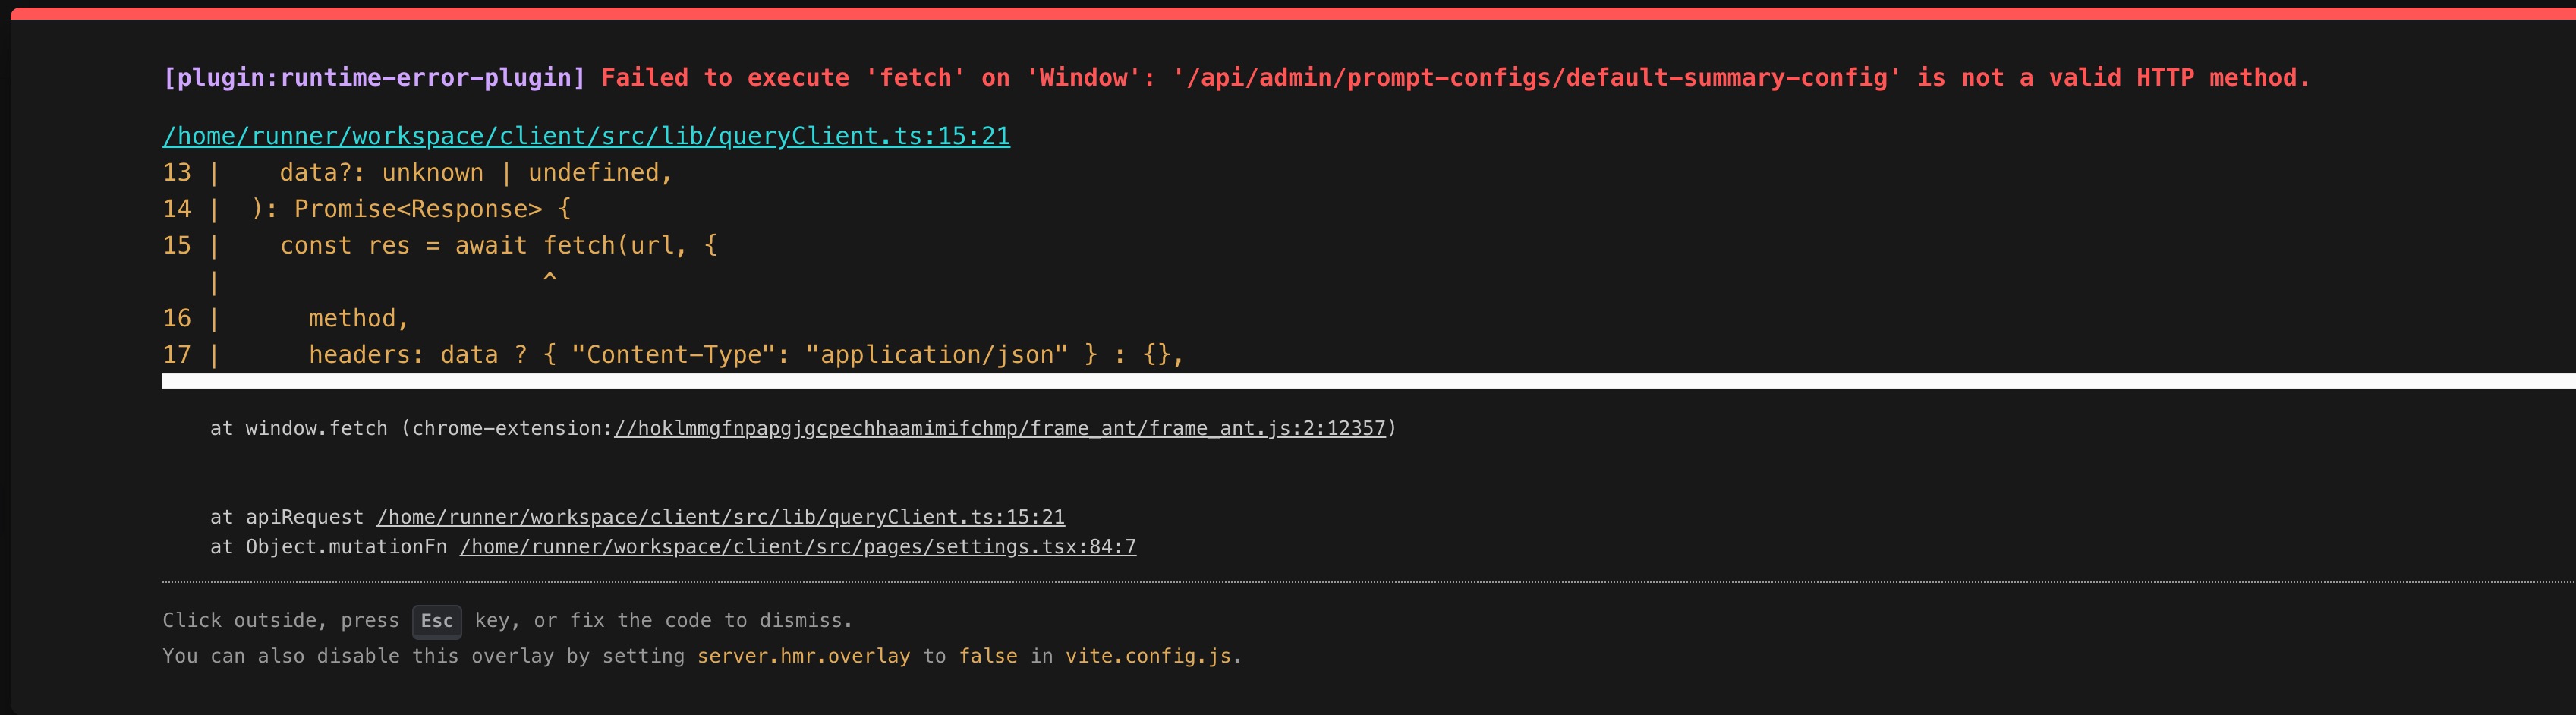 [plugin:runtime-error-plugin] Failed to execute 'fetch' on 'Window': '/api/admin/prompt-configs/default-summary-config' is not a valid HTTP method.
/home/runner/workspace/client/src/lib/queryClient.ts:15:21
13 |    data?: unknown | undefined,
14 |  ): Promise<Response> {
15 |    const res = await fetch(url, {
   |                      ^
16 |      method,
17 |      headers: data ? { "Content-Type": "application/json" } : {},
    at window.fetch (chrome-extension://hoklmmgfnpapgjgcpechhaamimifchmp/frame_ant/frame_ant.js:2:12357)
    at apiRequest /home/runner/workspace/client/src/lib/queryClient.ts:15:21
    at Object.mutationFn /home/runner/workspace/client/src/pages/settings.tsx:84:7
Click outside, press Esc key, or fix the code to dismiss.
You can also disable this overlay by setting server.hmr.overlay to false in vite.config.js.